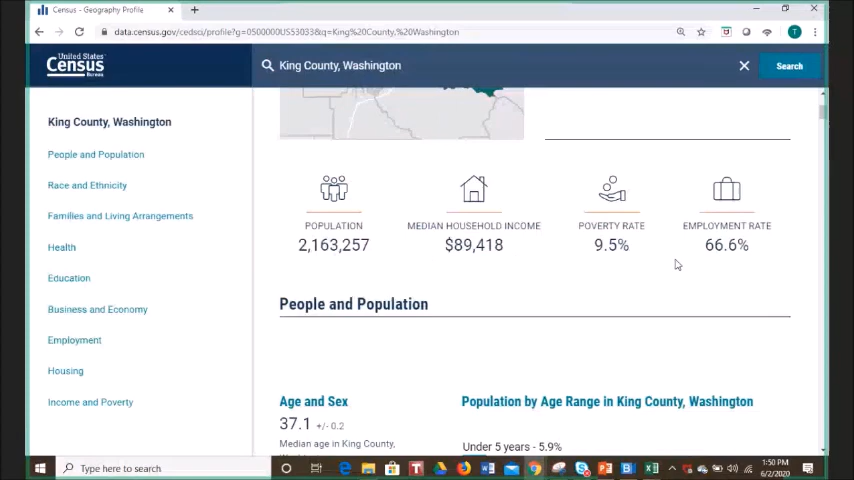 Census - Geography Profile
data.census.gov/cedsci/profile?g=0500000US53033&q=King%20County,%20Washington
T
United States®
Census
Bureau
King County, Washington
Search
King County, Washington
People and Population
Race and Ethnicity
Families and Living Arrangements
Health
Education
Business and Economy
Employment
Housing
Income and Poverty
POPULATION
2,163,257
MEDIAN HOUSEHOLD INCOME
$89,418
POVERTY RATE
9.5%
EMPLOYMENT RATE
66.6%
People and Population
Age and Sex
37.1 +/- 0.2
Median age in King County,
Population by Age Range in King County, Washington
Under 5 years - 5.9%
Type here to search
1:50 PM
6/2/2020